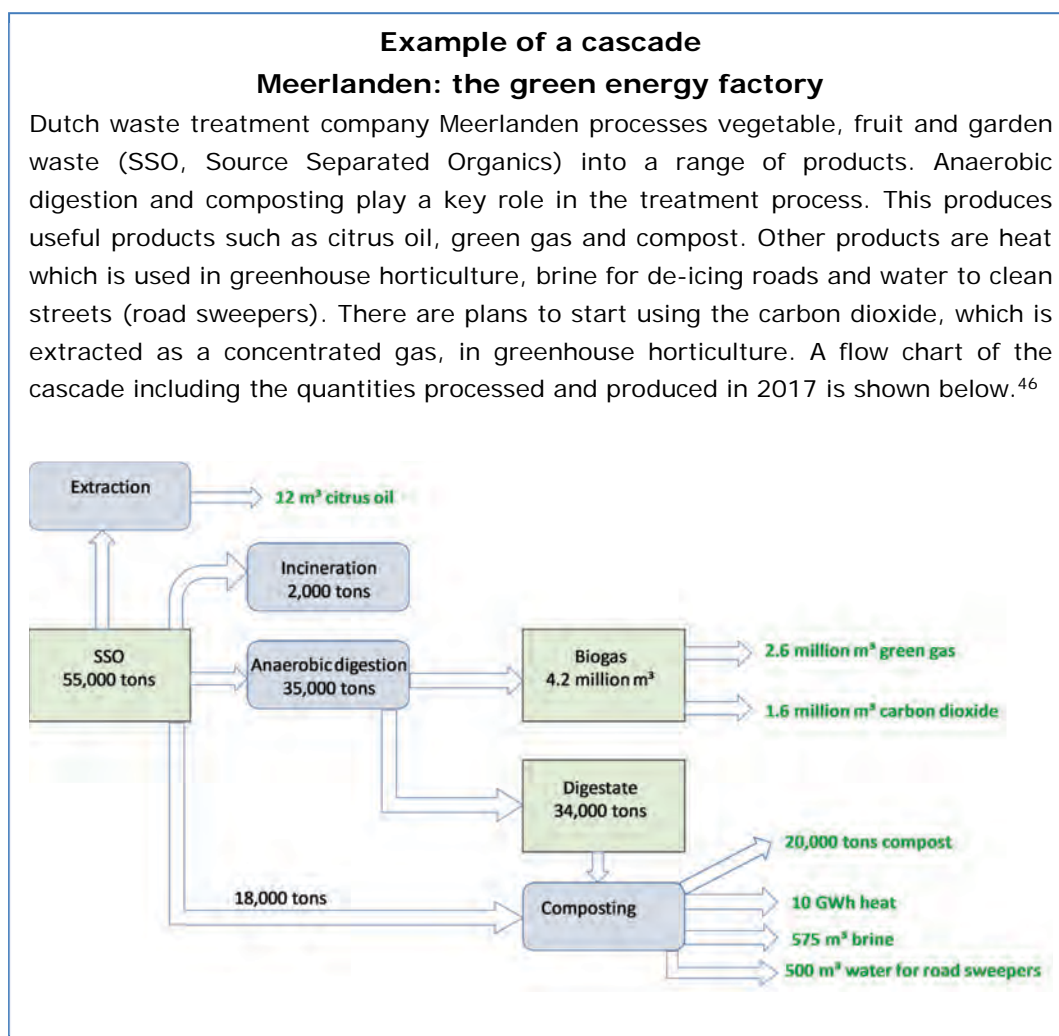 Example of a cascade
Meerlanden: the green energy factory
Dutch waste treatment company Meerlanden processes vegetable, fruit and garden
waste (SSO, Source Separated Organics) into a range of products. Anaerobic
digestion and composting play a key role in the treatment process. This produces
useful products such as citrus oil, green gas and compost. Other products are heat
which is used in greenhouse horticulture, brine for de-icing roads and water to clean
streets (road sweepers). There are plans to start using the carbon dioxide, which is
extracted as a concentrated gas, in greenhouse horticulture. A flow chart of the
cascade including the quantities processed and produced in 2017 is shown below.⁴⁶
Extraction
12 m³ citrus oil
Incineration
2,000 tons
SSO
55,000 tons
Anaerobic digestion
35,000 tons
Biogas
4.2 million m³
2.6 million m³ green gas
1.6 million m³ carbon dioxide
Digestate
34,000 tons
18,000 tons
Composting
20,000 tons compost
10 GWh heat
575 m³ brine
500 m³ water for road sweepers